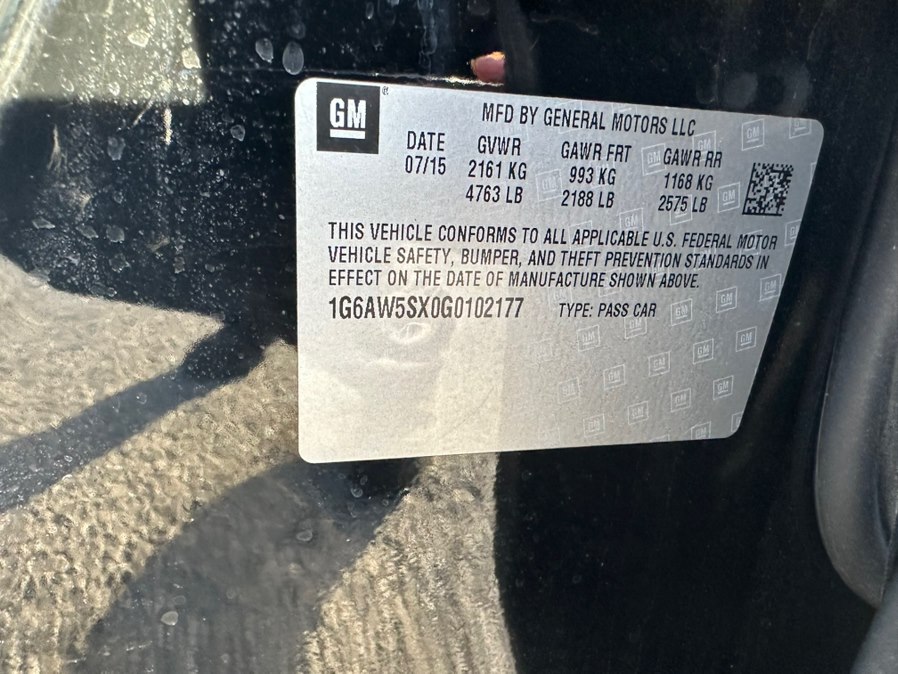 GM ® MFD BY GENERAL MOTORS LLC
DATE GVWR GAWR FRT GAWR RR
07/15 2161 KG 993 KG 1168 KG
4763 LB 2188 LB 2575 LB
THIS VEHICLE CONFORMS TO ALL APPLICABLE U.S. FEDERAL MOTOR
VEHICLE SAFETY, BUMPER, AND THEFT PREVENTION STANDARDS IN
EFFECT ON THE DATE OF MANUFACTURE SHOWN ABOVE.
1G6AW5SX0G0102177 TYPE: PASS CAR